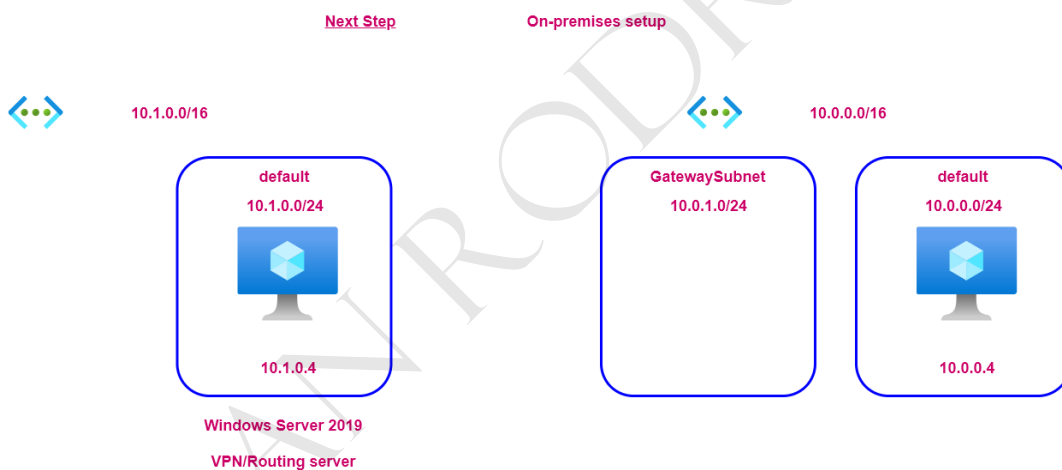 Next Step
On-premises setup
10.1.0.0/16
10.0.0.0/16
default
10.1.0.0/24
10.1.0.4
Windows Server 2019
VPN/Routing server
GatewaySubnet
10.0.1.0/24
default
10.0.0.0/24
10.0.0.4
AN RODR